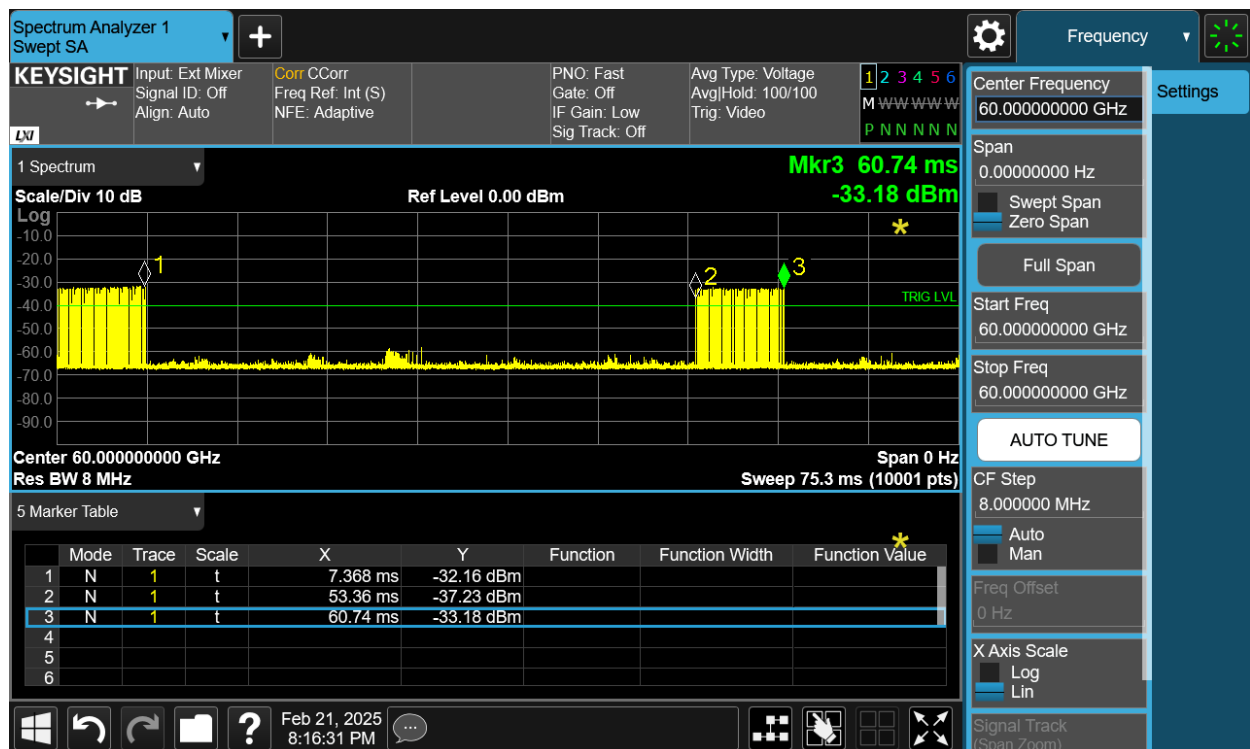 Spectrum Analyzer 1
Swept SA
Frequency
KEYSIGHT
LXI
Input: Ext Mixer
Signal ID: Off
Align: Auto
Corr CCorr
Freq Ref: Int (S)
NFE: Adaptive
PNO: Fast
Gate: Off
IF Gain: Low
Sig Track: Off
Avg Type: Voltage
Avg|Hold: 100/100
Trig: Video
1 2 3 4 5 6
M W W W W W
P N N N N N
1 Spectrum
Mkr3 60.74 ms
Scale/Div 10 dB
Ref Level 0.00 dBm
-33.18 dBm
Log
-10.0
-20.0
-30.0
-40.0
-50.0
-60.0
-70.0
-80.0
-90.0
1
2
3
TRIG LVL
Center 60.000000000 GHz
Span 0 Hz
Res BW 8 MHz
Sweep 75.3 ms (10001 pts)
5 Marker Table
Mode Trace Scale X Y Function Function Width Function Value
1 N 1 t 7.368 ms -32.16 dBm
2 N 1 t 53.36 ms -37.23 dBm
3 N 1 t 60.74 ms -33.18 dBm
4
5
6
?
Feb 21, 2025
8:16:31 PM
Center Frequency
60.000000000 GHz
Span
0.00000000 Hz
Swept Span
Zero Span
Full Span
Start Freq
60.000000000 GHz
Stop Freq
60.000000000 GHz
AUTO TUNE
CF Step
8.000000 MHz
Auto
Man
Freq Offset
0 Hz
X Axis Scale
Log
Lin
Signal Track
(Span Zoom)
Settings